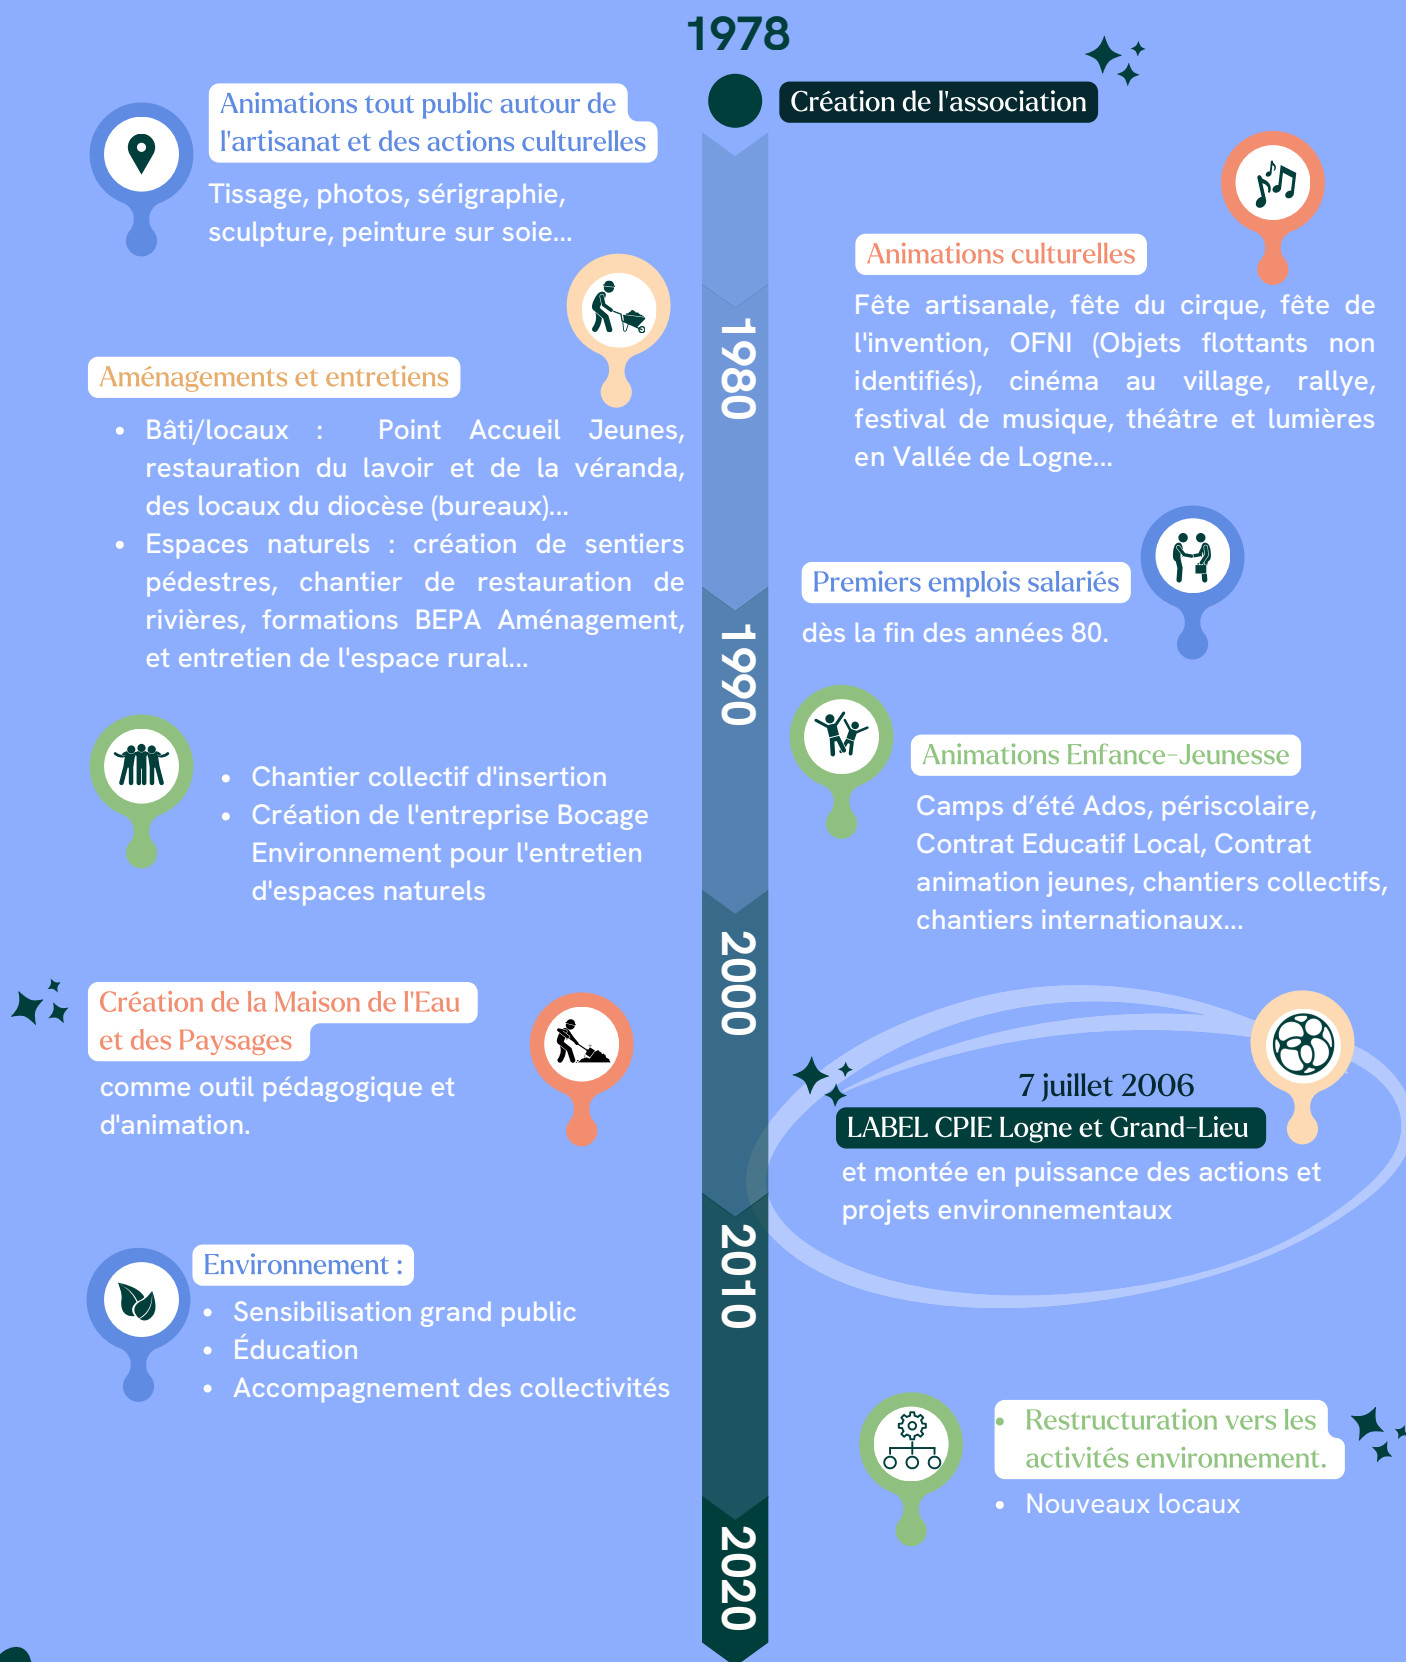 1978
Création de l'association
Animations tout public autour de
l'artisanat et des actions culturelles
Tissage, photos, sérigraphie,
sculpture, peinture sur soie...
Animations culturelles
Fête artisanale, fête du cirque, fête de
l'invention, OFNI (Objets flottants non
identifiés), cinéma au village, rallye,
festival de musique, théâtre et lumières
en Vallée de Logne...
1980
Aménagements et entretiens
• Bâti/locaux : Point Accueil Jeunes,
restauration du lavoir et de la véranda,
des locaux du diocèse (bureaux)...
• Espaces naturels : création de sentiers
pédestres, chantier de restauration de
rivières, formations BEPA Aménagement,
et entretien de l'espace rural...
Premiers emplois salariés
dès la fin des années 80.
1990
• Chantier collectif d'insertion
• Création de l'entreprise Bocage
Environnement pour l'entretien
d'espaces naturels
Animations Enfance-Jeunesse
Camps d’été Ados, périscolaire,
Contrat Educatif Local, Contrat
animation jeunes, chantiers collectifs,
chantiers internationaux...
2000
Création de la Maison de l'Eau
et des Paysages
comme outil pédagogique et
d'animation.
7 juillet 2006
LABEL CPIE Logne et Grand-Lieu
et montée en puissance des actions et
projets environnementaux
2010
Environnement :
• Sensibilisation grand public
• Éducation
• Accompagnement des collectivités
• Restructuration vers les
activités environnement.
• Nouveaux locaux
2020